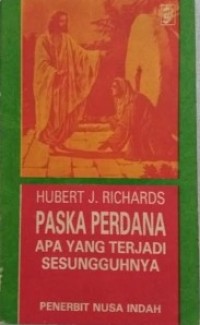 HUBERT J. RICHARDS
PASKA PERDANA
APA YANG TERJADI
SESUNGGUHNYA
PENERBIT NUSA INDAH